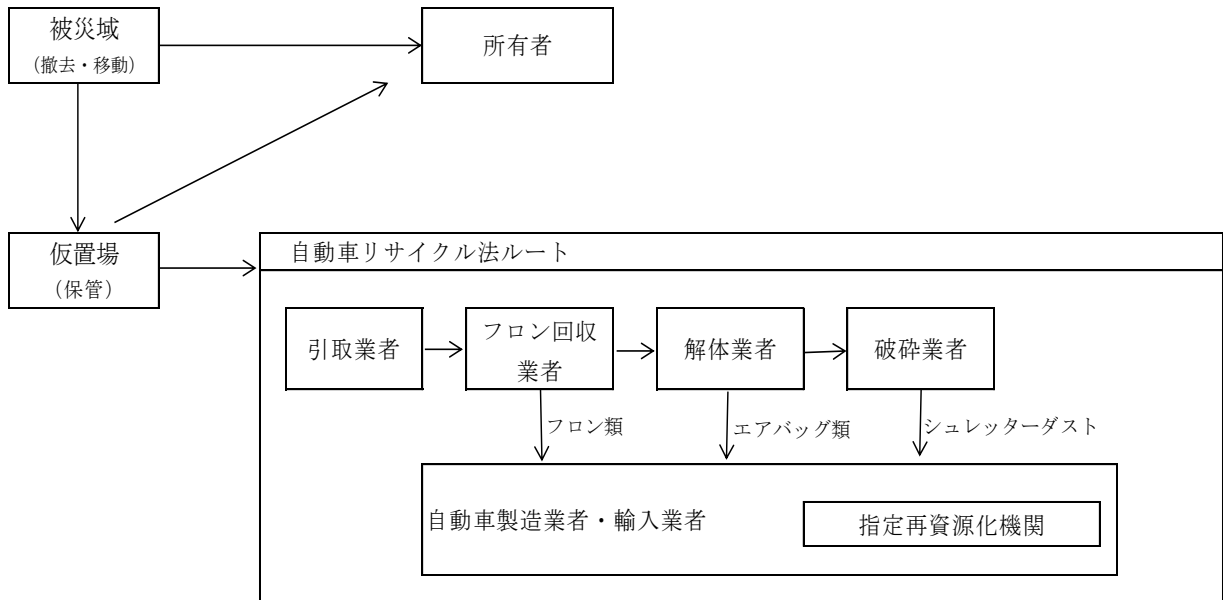 被災域
（撤去・移動）
所有者
仮置場
（保管）
自動車リサイクル法ルート
引取業者
フロン回収
業者
解体業者
破砕業者
フロン類
エアバッグ類
シュレッターダスト
自動車製造業者・輸入業者
指定再資源化機関